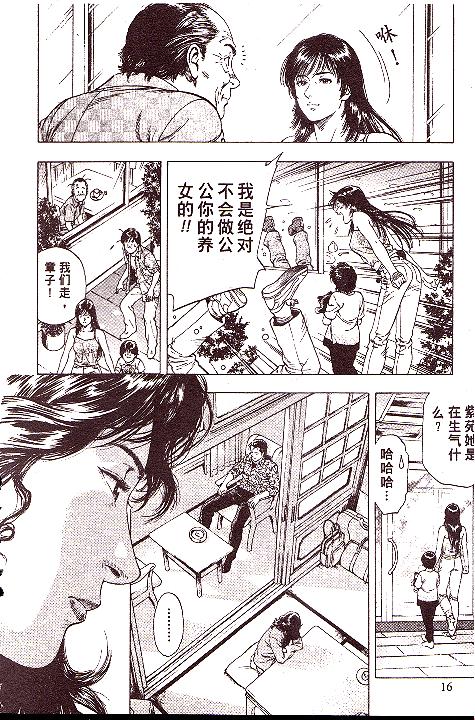 咻！
我是绝对
不会做公
公你的养
女的!!
我们走，
章子！
紫苑她是
在生气什
么？
哈哈哈…
………
16